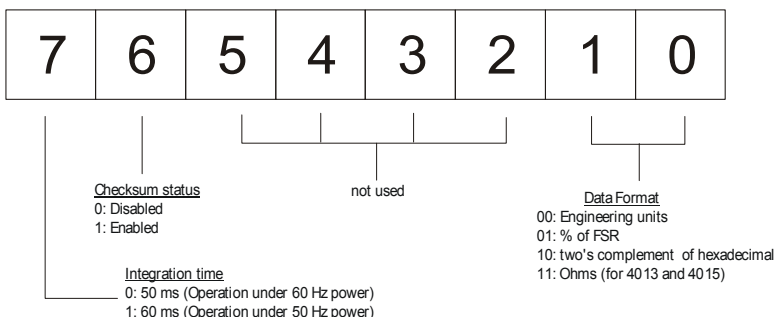 7 6 5 4 3 2 1 0
Checksum status
0: Disabled
1: Enabled
not used
Data Format
00: Engineering units
01: % of FSR
10: two's complement of hexadecimal
11: Ohms (for 4013 and 4015)
Integration time
0: 50 ms (Operation under 60 Hz power)
1: 60 ms (Operation under 50 Hz power)